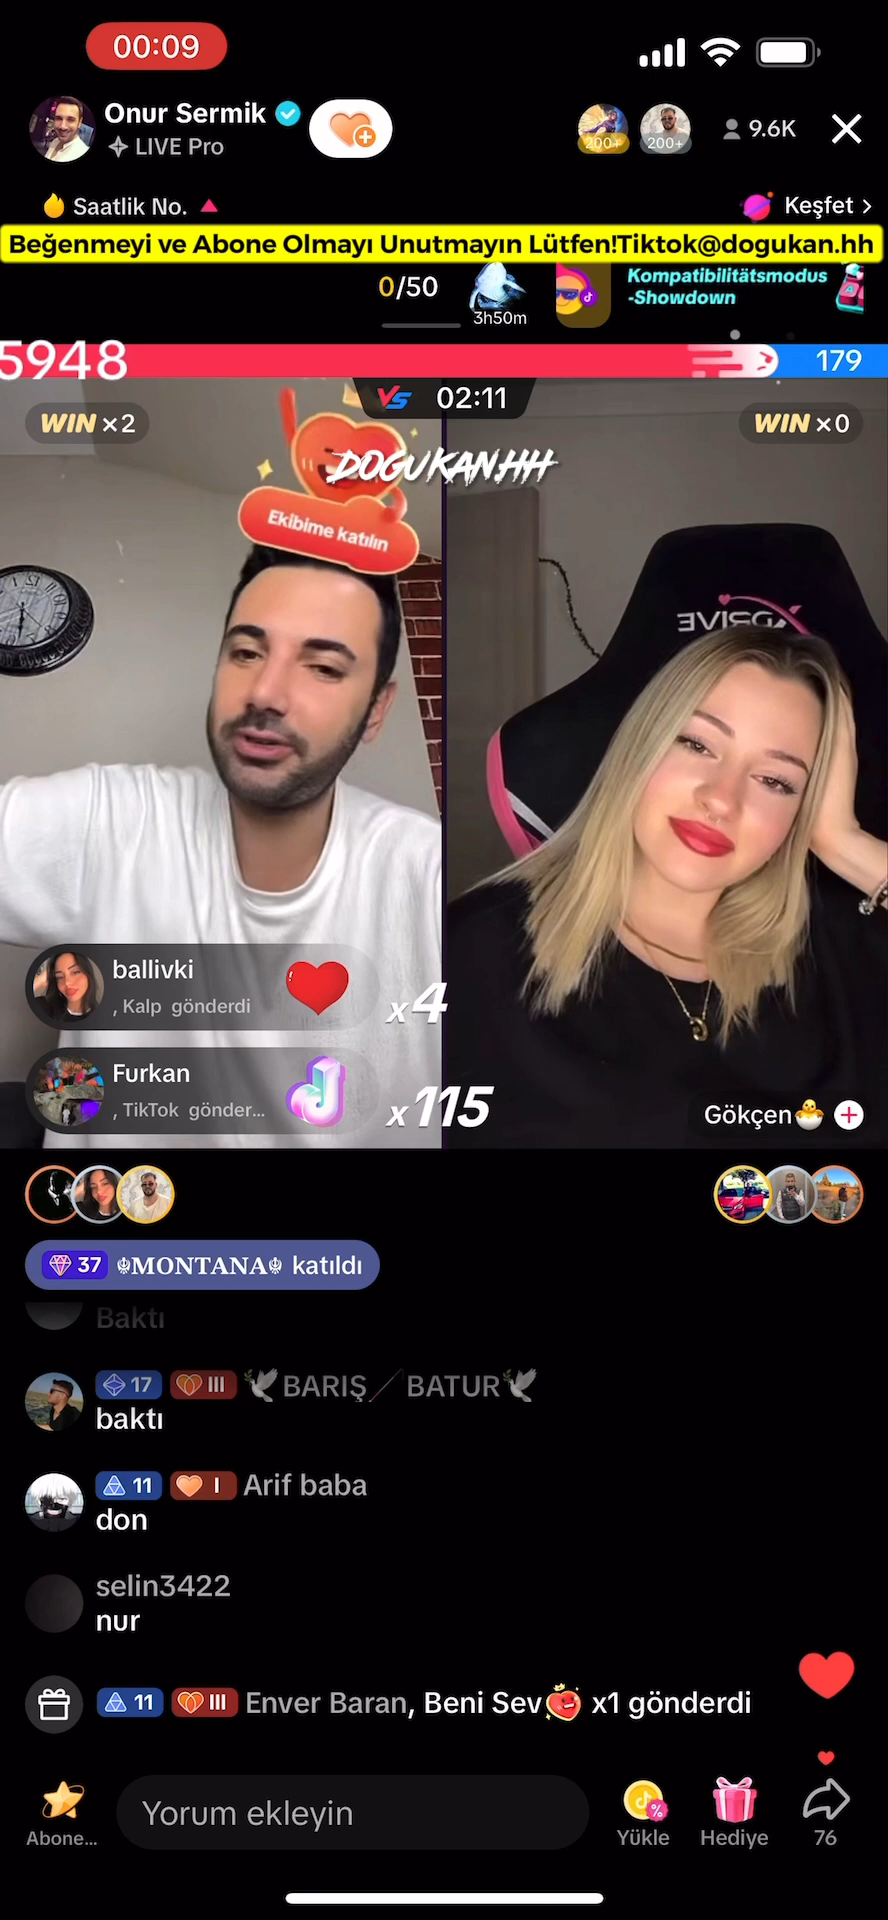 00:09
Onur Sermik
LIVE Pro
200+
200+
9.6K
Saatlik No.
Keşfet >
Beğenmeyi ve Abone Olmayı Unutmayın Lütfen!Tiktok@dogukan.hh
0/50
3h50m
Kompatibilitätsmodus
-Showdown
5948
179
VS 02:11
WIN ×2
WIN ×0
DOGUKAN.HH
Ekibime katılın
ballivki
, Kalp gönderdi
x4
Furkan
, TikTok gönder...
x115
Gökçen🐣
37 ☬MONTANA☬ katıldı
Baktı
17 III 🕊️BARIŞ／BATUR🕊️
baktı
11 I Arif baba
don
selin3422
nur
11 III Enver Baran, Beni Sev x1 gönderdi
Yorum ekleyin
Abone...
Yükle
Hediye
76